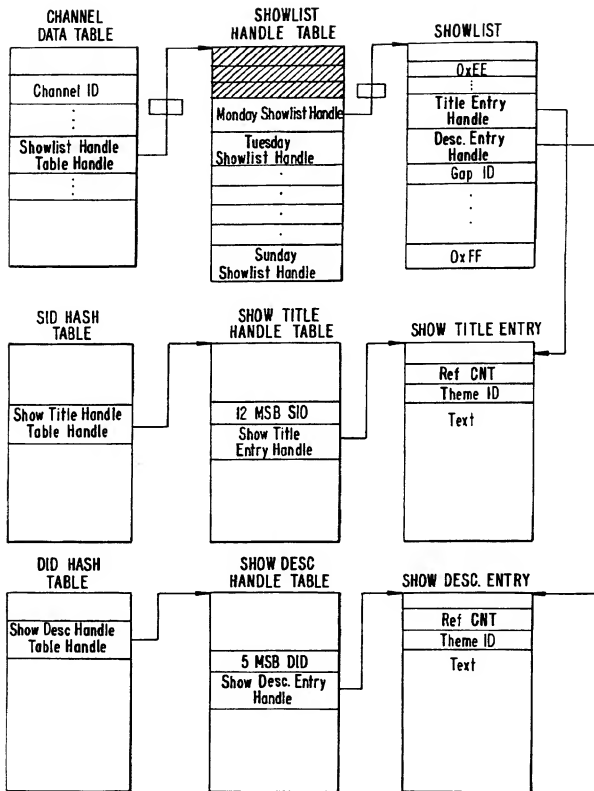 CHANNEL
DATA TABLE
Channel ID
Showlist Handle
Table Handle
SHOWLIST
HANDLE TABLE
Monday Showlist Handle
Tuesday
Showlist Handle
Sunday
Showlist Handle
SHOWLIST
0xEE
Title Entry
Handle
Desc. Entry
Handle
Gap ID
0xFF
SID HASH
TABLE
Show Title Handle
Table Handle
SHOW TITLE
HANDLE TABLE
12 MSB SIO
Show Title
Entry Handle
SHOW TITLE ENTRY
Ref CNT
Theme ID
Text
DID HASH
TABLE
Show Desc Handle
Table Handle
SHOW DESC
HANDLE TABLE
5 MSB DID
Show Desc. Entry
Handle
SHOW DESC. ENTRY
Ref CNT
Theme ID
Text